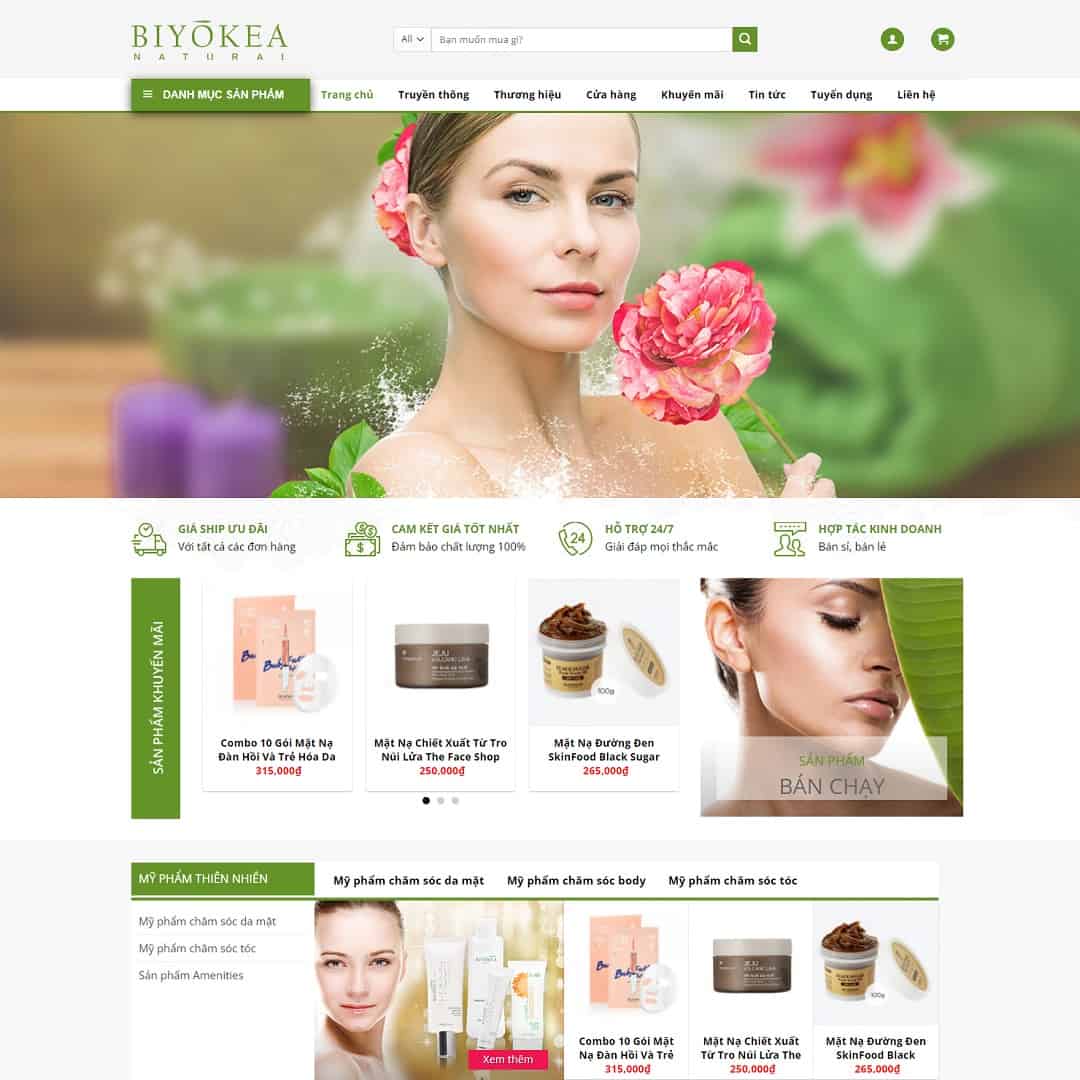 BIYŌKEA
NATURAL
All
Bạn muốn mua gì?
DANH MỤC SẢN PHẨM
Trang chủ
Truyền thông
Thương hiệu
Cửa hàng
Khuyến mãi
Tin tức
Tuyển dụng
Liên hệ
GIÁ SHIP ƯU ĐÃI
Với tất cả các đơn hàng
CAM KẾT GIÁ TỐT NHẤT
Đảm bảo chất lượng 100%
24
HỖ TRỢ 24/7
Giải đáp mọi thắc mắc
HỢP TÁC KINH DOANH
Bán sỉ, bán lẻ
SẢN PHẨM KHUYẾN MÃI
JEJU
VOLCANIC LAVA
100g
Combo 10 Gói Mặt Nạ
Đàn Hồi Và Trẻ Hóa Da
315,000₫
Mặt Nạ Chiết Xuất Từ Tro
Núi Lửa The Face Shop
250,000₫
Mặt Nạ Đường Đen
SkinFood Black Sugar
265,000₫
SẢN PHẨM
BÁN CHẠY
MỸ PHẨM THIÊN NHIÊN
Mỹ phẩm chăm sóc da mặt
Mỹ phẩm chăm sóc body
Mỹ phẩm chăm sóc tóc
Mỹ phẩm chăm sóc da mặt
Mỹ phẩm chăm sóc tóc
Sản phẩm Amenities
Xem thêm
JEJU
VOLCANIC LAVA
100g
Combo 10 Gói Mặt
Nạ Đàn Hồi Và Trẻ
315,000₫
Mặt Nạ Chiết Xuất
Từ Tro Núi Lửa The
250,000₫
Mặt Nạ Đường Đen
SkinFood Black
265,000₫